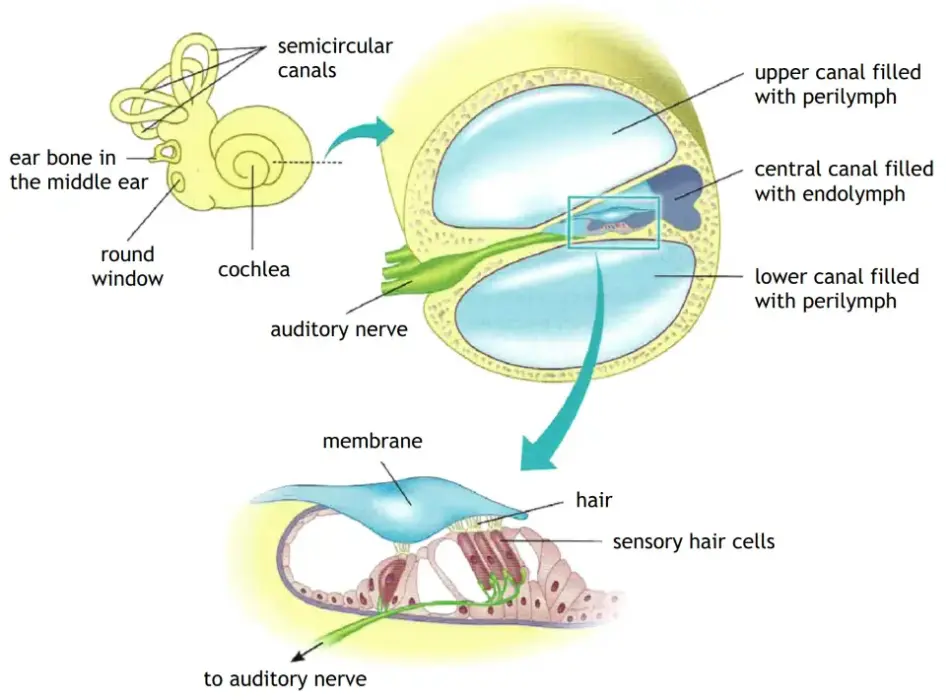 semicircular
canals
ear bone in
the middle ear
round
window
cochlea
upper canal filled
with perilymph
central canal filled
with endolymph
lower canal filled
with perilymph
auditory nerve
membrane
hair
sensory hair cells
to auditory nerve